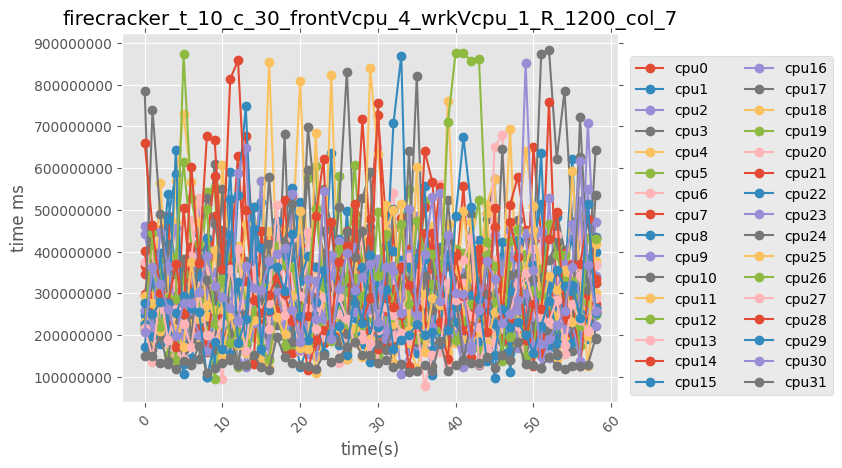 firecracker_t_10_c_30_frontVcpu_4_wrkVcpu_1_R_1200_col_7
900000000
800000000
700000000
600000000
500000000
400000000
300000000
200000000
100000000
time ms
0
10
20
30
40
50
60
time(s)
cpu0
cpu1
cpu2
cpu3
cpu4
cpu5
cpu6
cpu7
cpu8
cpu9
cpu10
cpu11
cpu12
cpu13
cpu14
cpu15
cpu16
cpu17
cpu18
cpu19
cpu20
cpu21
cpu22
cpu23
cpu24
cpu25
cpu26
cpu27
cpu28
cpu29
cpu30
cpu31